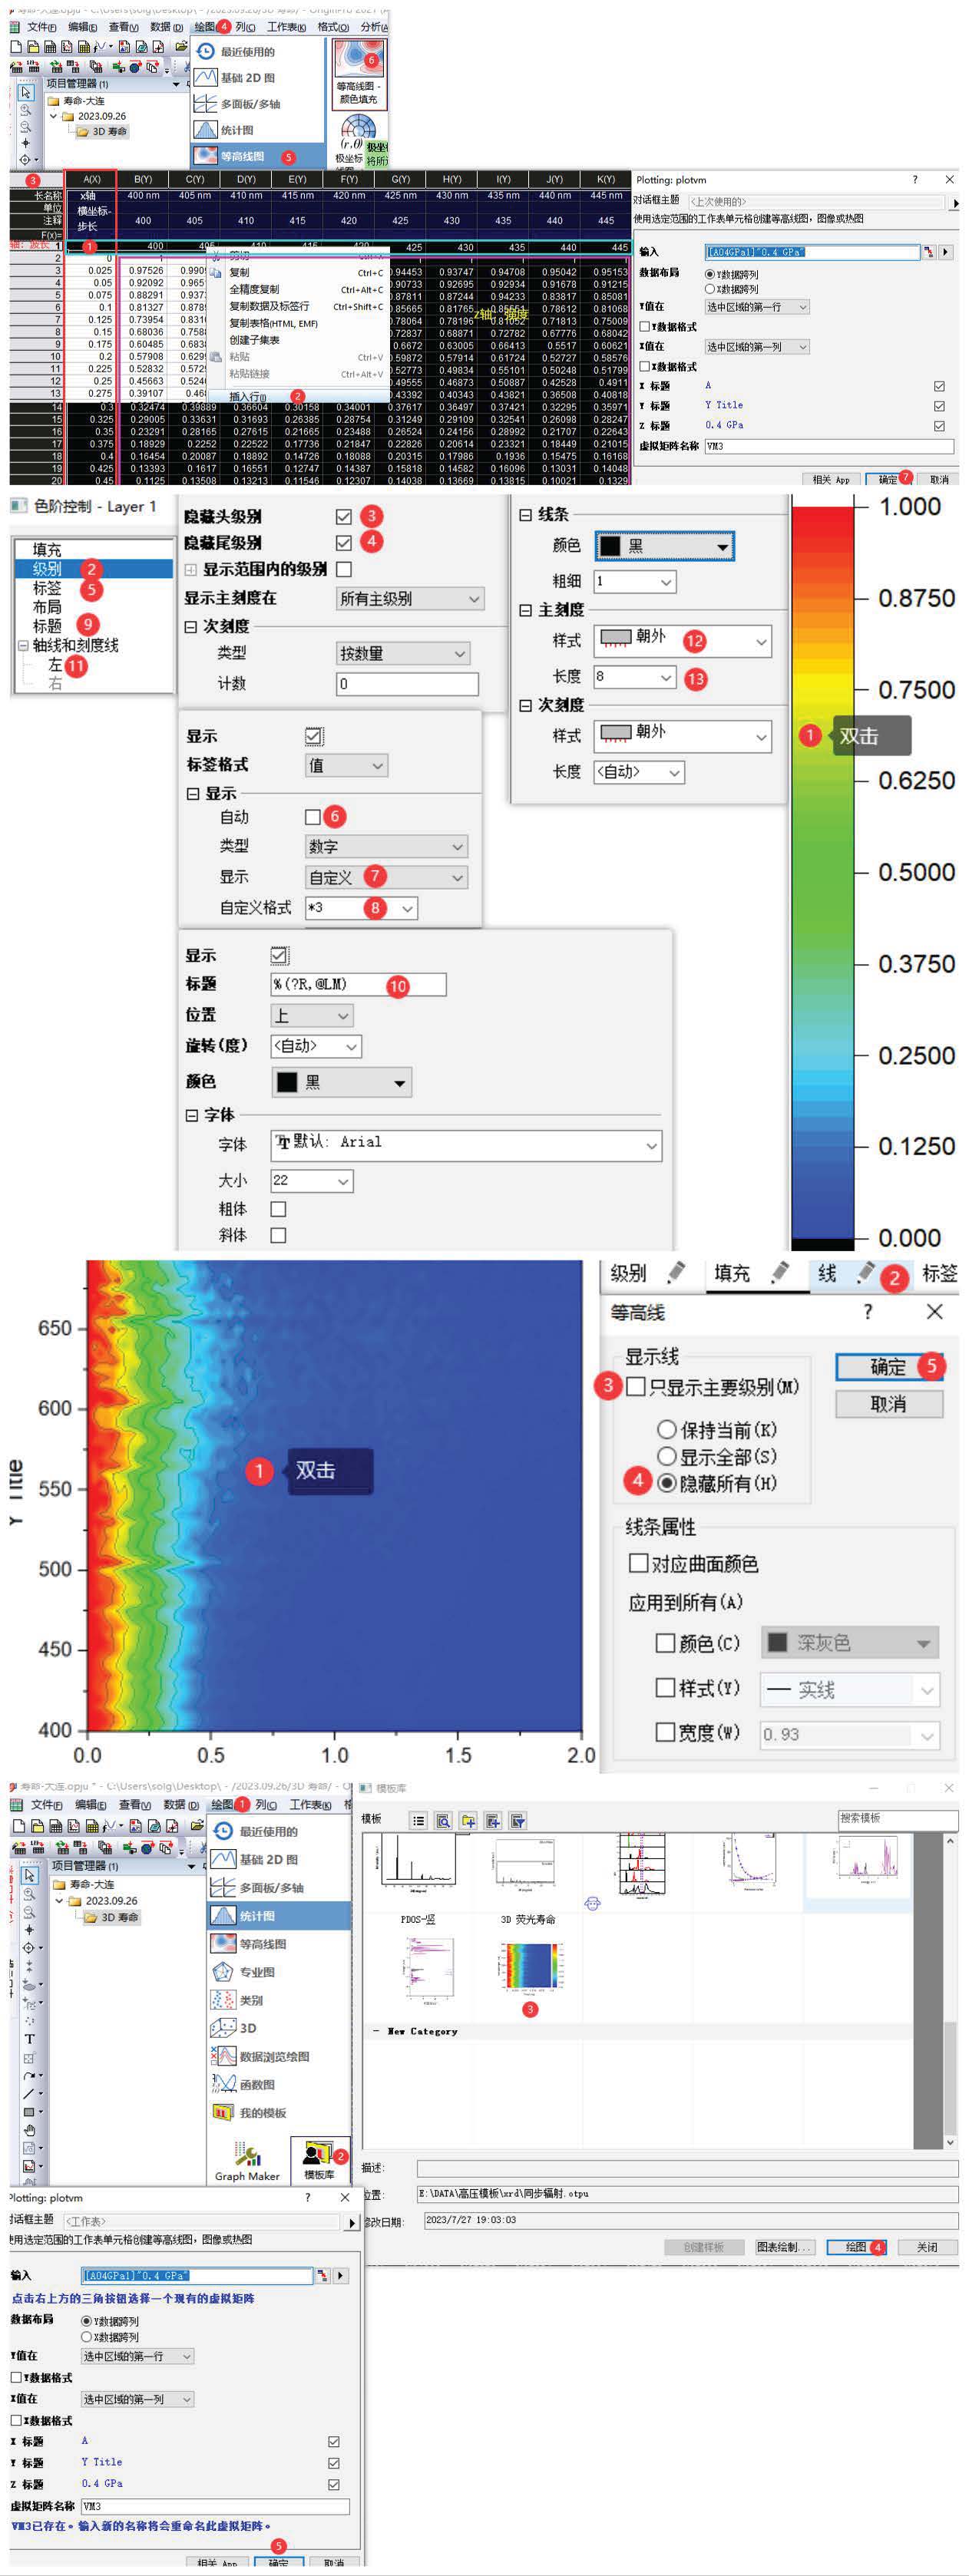 寿命-大连.opju - C:\Users\solg\Desktop\ - /2023.09.26/3D 寿命/ - O
文件(F) 编辑(E) 查看(V) 数据(D) 绘图(P) 4 列(C) 工作表(K) 格式(O) 分析(A)
项目管理器 (1)
寿命-大连
2023.09.26
3D 寿命
最近使用的
基础 2D 图
多面板/多轴
统计图
等高线图 5
6
等高线图 -
颜色填充
(r,θ)
极坐标
3 A(X) B(Y) C(Y) D(Y) E(Y) F(Y) G(Y) H(Y) I(Y) J(Y) K(Y)
长名称 x轴 400 nm 405 nm 410 nm 415 nm 420 nm 425 nm 430 nm 435 nm 440 nm 445 nm
单位 横坐标-
注释 步长 400 405 410 415 420 425 430 435 440 445
F(x)=
轴: 波长 1 1 400 405 410 415 420 425 430 435 440 445
2 0 1
3 0.025 0.97526 0.94453 0.93747 0.94708 0.95042 0.95153
4 0.05 0.92092 0.90733 0.92695 0.92934 0.91678 0.91215
5 0.075 0.88291 0.87811 0.87244 0.94233 0.83817 0.85081
6 0.1 0.81327 0.85665 0.81765 0.85551 0.78612 0.81068
z轴: 强度
7 0.125 0.73954 0.78064 0.78196 0.81052 0.71813 0.75009
8 0.15 0.68036 0.72837 0.68871 0.72782 0.67776 0.68042
9 0.175 0.60485 0.6672 0.63005 0.66413 0.5517 0.60621
10 0.2 0.57908 0.59872 0.57914 0.61724 0.52727 0.58576
11 0.225 0.52832 0.52773 0.49834 0.55101 0.50248 0.51799
12 0.25 0.45663 0.49555 0.46873 0.50887 0.42528 0.4911
13 0.275 0.39107 0.43392 0.40343 0.43821 0.36508 0.40818
14 0.3 0.32474 0.39889 0.36604 0.30158 0.34001 0.37617 0.36497 0.37421 0.32295 0.35971
15 0.325 0.29005 0.33631 0.31693 0.26385 0.28754 0.31249 0.29109 0.32541 0.26098 0.28247
16 0.35 0.23291 0.28165 0.27615 0.21665 0.23488 0.26524 0.24156 0.28992 0.21707 0.22643
17 0.375 0.18929 0.2252 0.22522 0.17736 0.21847 0.22826 0.20614 0.23321 0.18449 0.21015
18 0.4 0.16454 0.20087 0.18892 0.14726 0.18088 0.20315 0.17986 0.1936 0.15475 0.16168
19 0.425 0.13393 0.1617 0.16551 0.12747 0.14387 0.15818 0.14582 0.16096 0.13031 0.14048
20 0.45 0.1125 0.13508 0.13213 0.11546 0.12307 0.14038 0.13669 0.13815 0.10021 0.1329
剪切 Ctrl+X
复制 Ctrl+C
全精度复制 Ctrl+Alt+C
复制数据及标签行 Ctrl+Shift+C
复制表格(HTML, EMF)
创建子集表
粘贴 Ctrl+V
粘贴链接 Ctrl+Alt+V
插入行(I) 2
Plotting: plotvm ? ×
对话框主题 <上次使用的>
使用选定范围的工作表单元格创建等高线图, 图像或热图
输入 [A04GPa1]"0.4 GPa"
数据布局 Y数据跨列
X数据跨列
Y值在 选中区域的第一行
Y数据格式
X值在 选中区域的第一列
X数据格式
X 标题 A
Y 标题 Y Title
Z 标题 0.4 GPa
虚拟矩阵名称 VM3
相关 App 确定 7 取消
色阶控制 - Layer 1
填充
级别 2
标签 5
布局
标题 9
轴线和刻度线
左 11
右
隐藏头级别 3
隐藏尾级别 4
显示范围内的级别
显示主刻度在 所有主级别
次刻度
类型 按数量
计数 0
线条
颜色 黑
粗细 1
主刻度
样式 朝外 12
长度 8 13
次刻度
样式 朝外
长度 <自动>
显示
标签格式 值
显示
自动 6
类型 数字
显示 自定义 7
自定义格式 *3 8
显示
标题 %(?R,@LM) 10
位置 上
旋转(度) <自动>
颜色 黑
字体
字体 默认: Arial
大小 22
粗体
斜体
1.000
0.8750
0.7500
1 双击
0.6250
0.5000
0.3750
0.2500
0.1250
0.000
650
600
550
500
450
400
Y Title
0.0 0.5 1.0 1.5 2.0
1 双击
级别 填充 线 2 标签
等高线 ? ×
显示线
3 只显示主要级别(M)
保持当前(K)
显示全部(S)
4 隐藏所有(H)
确定 5
取消
线条属性
对应曲面颜色
应用到所有(A)
颜色(C) 深灰色
样式(Y) 实线
宽度(W) 0.93
寿命-大连.opju * - C:\Users\solg\Desktop\ - /2023.09.26/3D 寿命/ - O
文件(F) 编辑(E) 查看(V) 数据(D) 绘图 1 列(C) 工作表(K) 格
项目管理器 (1)
寿命-大连
2023.09.26
3D 寿命
最近使用的
基础 2D 图
多面板/多轴
统计图
等高线图
专业图
类别
3D
数据浏览绘图
函数图
我的模板
Graph Maker
模板库 2
模板库
模板 搜索模板
PDOS-竖 3D 荧光寿命
3
New Category
描述:
位置: E:\DATA\高压模板\xrd\同步辐射.otpu
修改日期: 2023/7/27 19:03:03
创建样板 图表绘制... 绘图 4 关闭
Plotting: plotvm ? ×
对话框主题 <工作表>
使用选定范围的工作表单元格创建等高线图, 图像或热图
输入 [A04GPa1]"0.4 GPa"
点击右上方的三角按钮选择一个现有的虚拟矩阵
数据布局 Y数据跨列
X数据跨列
Y值在 选中区域的第一行
Y数据格式
X值在 选中区域的第一列
X数据格式
X 标题 A
Y 标题 Y Title
Z 标题 0.4 GPa
虚拟矩阵名称 VM3
VM3已存在。输入新的名称将会重命名此虚拟矩阵。
5
相关 App 确定 取消